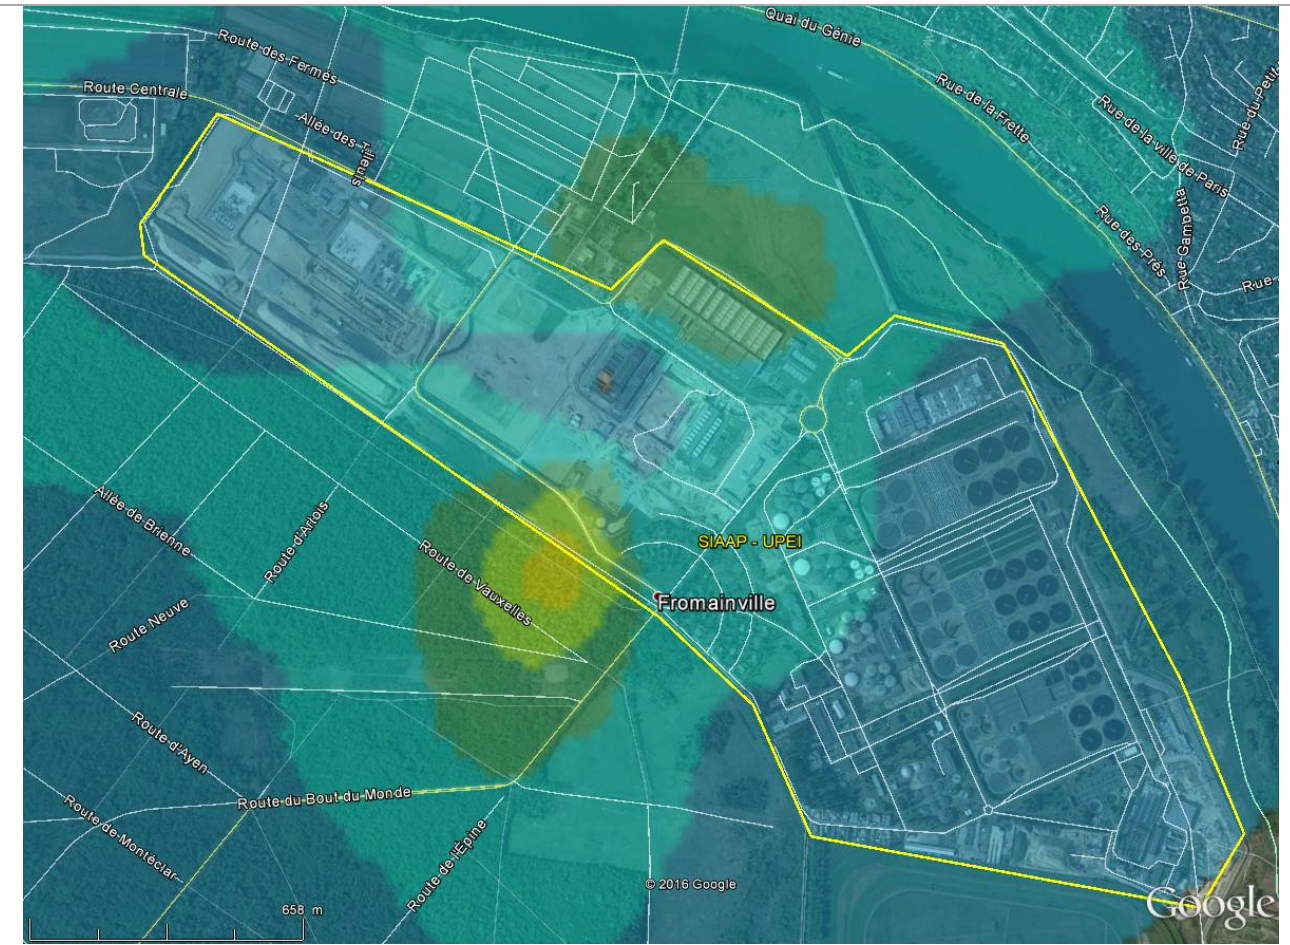 Quai du Génie
Route des Fermes
Route Centrale
Allée des Tilleuls
Rue de la Frette
Rue de la ville de Paris
Rue du Petit
Rue Gambetta
Rue des Prés
Rue
Allée de Brienne
Route d'Artois
Route de Vauxelles
SIAAP - UPEI
Fromainville
Route Neuve
Route d'Ayen
Route du Bout du Monde
Route de Montéclar
Route de l'Épine
© 2016 Google
Google
658 m